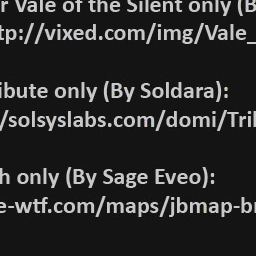 r Vale of the Silent only (B
tp://vixed.com/img/Vale_
ibute only (By Soldara):
/solsyslabs.com/domi/Tri
h only (By Sage Eveo):
e-wtf.com/maps/jbmap-br